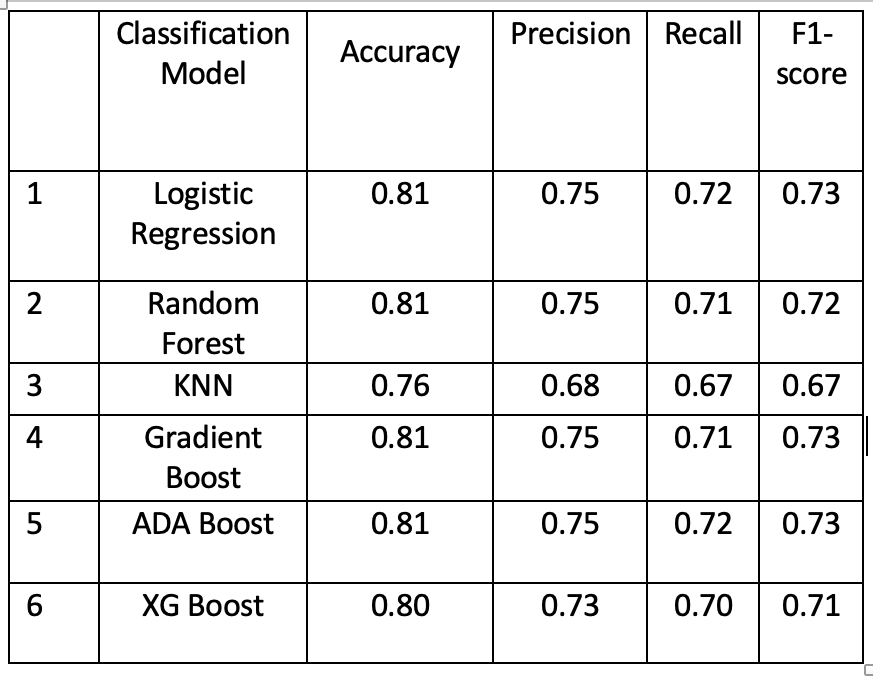 Classification Model Accuracy Precision Recall F1-score
1 Logistic Regression 0.81 0.75 0.72 0.73
2 Random Forest 0.81 0.75 0.71 0.72
3 KNN 0.76 0.68 0.67 0.67
4 Gradient Boost 0.81 0.75 0.71 0.73
5 ADA Boost 0.81 0.75 0.72 0.73
6 XG Boost 0.80 0.73 0.70 0.71